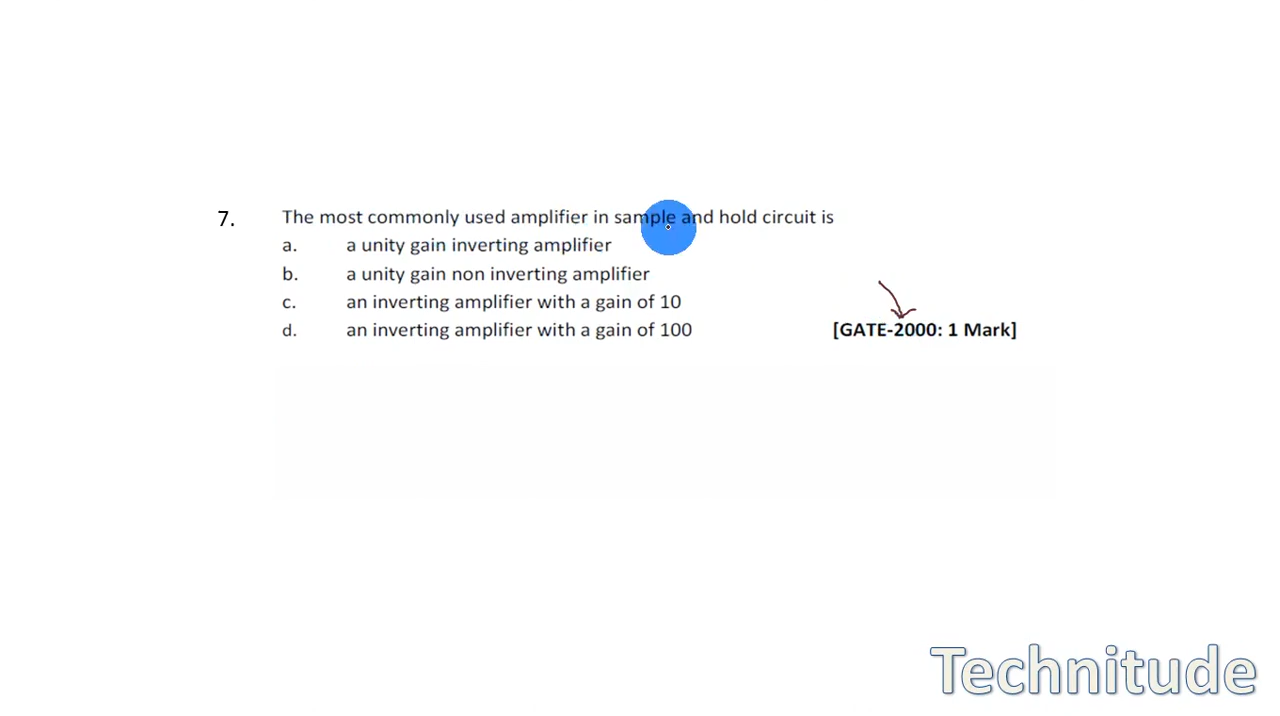 7. The most commonly used amplifier in sample and hold circuit is
a. a unity gain inverting amplifier
b. a unity gain non inverting amplifier
c. an inverting amplifier with a gain of 10
d. an inverting amplifier with a gain of 100 [GATE-2000: 1 Mark]
Technitude